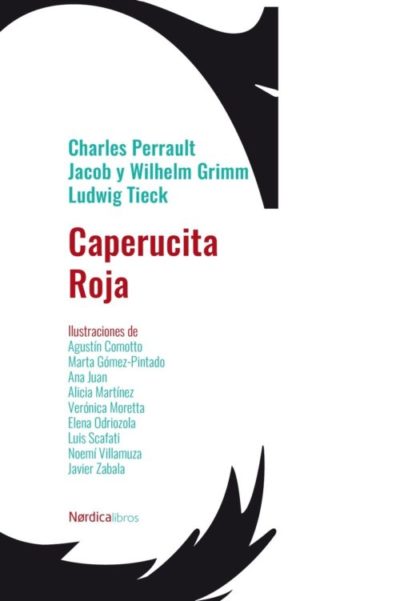 Charles Perrault
Jacob y Wilhelm Grimm
Ludwig Tieck
Caperucita
Roja
Ilustraciones de
Agustín Comotto
Marta Gómez-Pintado
Ana Juan
Alicia Martínez
Verónica Moretta
Elena Odriozola
Luis Scafati
Noemí Villamuza
Javier Zabala
Nørdicalibros